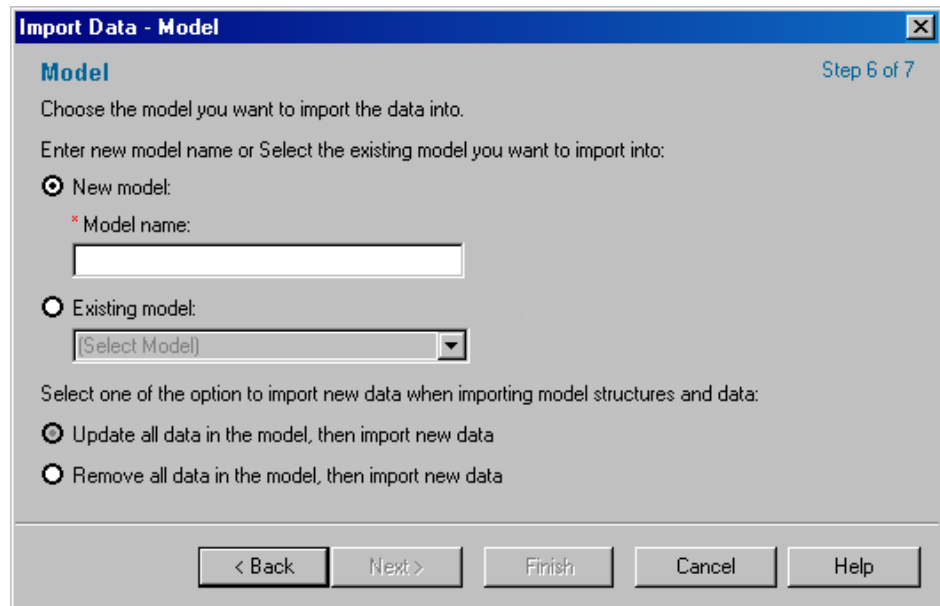 Import Data - Model
Model
Step 6 of 7
Choose the model you want to import the data into.
Enter new model name or Select the existing model you want to import into:
New model:
* Model name:
Existing model:
(Select Model)
Select one of the option to import new data when importing model structures and data:
Update all data in the model, then import new data
Remove all data in the model, then import new data
< Back Next > Finish Cancel Help